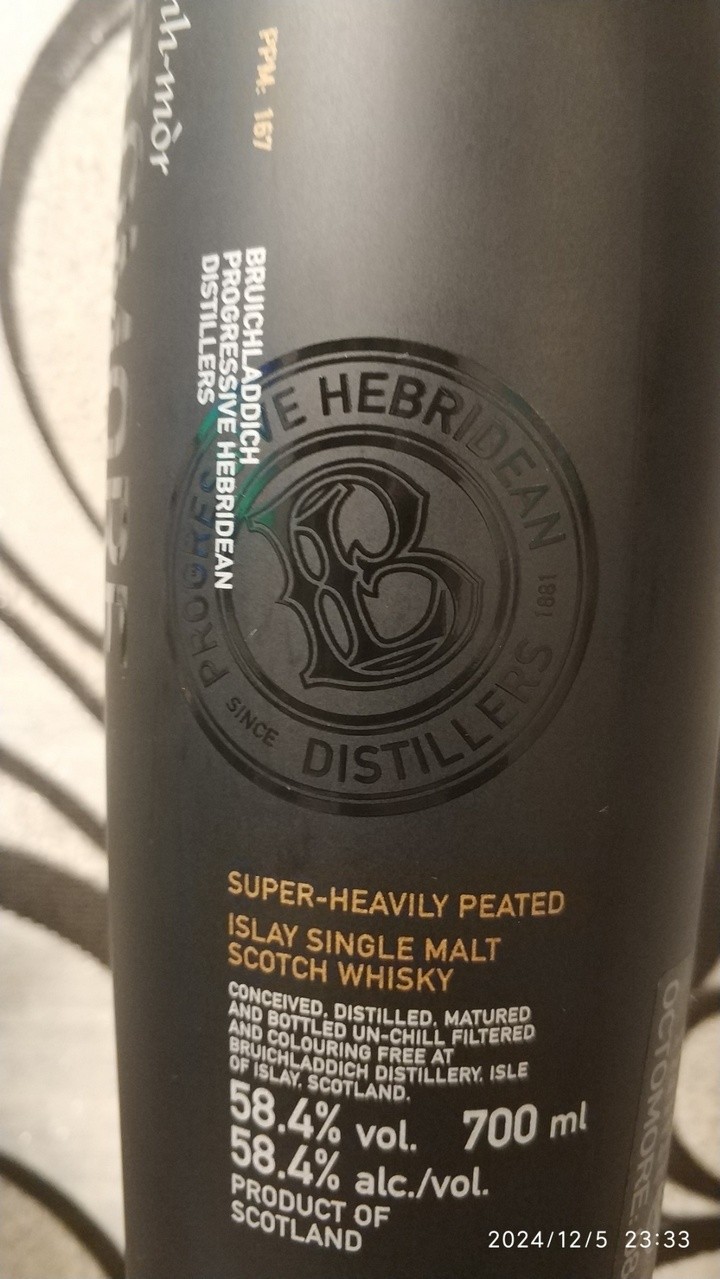 PPM: 167
BRUICHLADDICH
PROGRESSIVE HEBRIDEAN
DISTILLERS
PROGRESSIVE HEBRIDEAN
DISTILLERS
SINCE 1881
B
SUPER-HEAVILY PEATED
ISLAY SINGLE MALT
SCOTCH WHISKY
CONCEIVED, DISTILLED, MATURED
AND BOTTLED UN-CHILL FILTERED
AND COLOURING FREE AT
BRUICHLADDICH DISTILLERY, ISLE
OF ISLAY, SCOTLAND.
58.4% vol. 700 ml
58.4% alc./vol.
PRODUCT OF
SCOTLAND
OCTOMORE:
2024/12/5 23:33